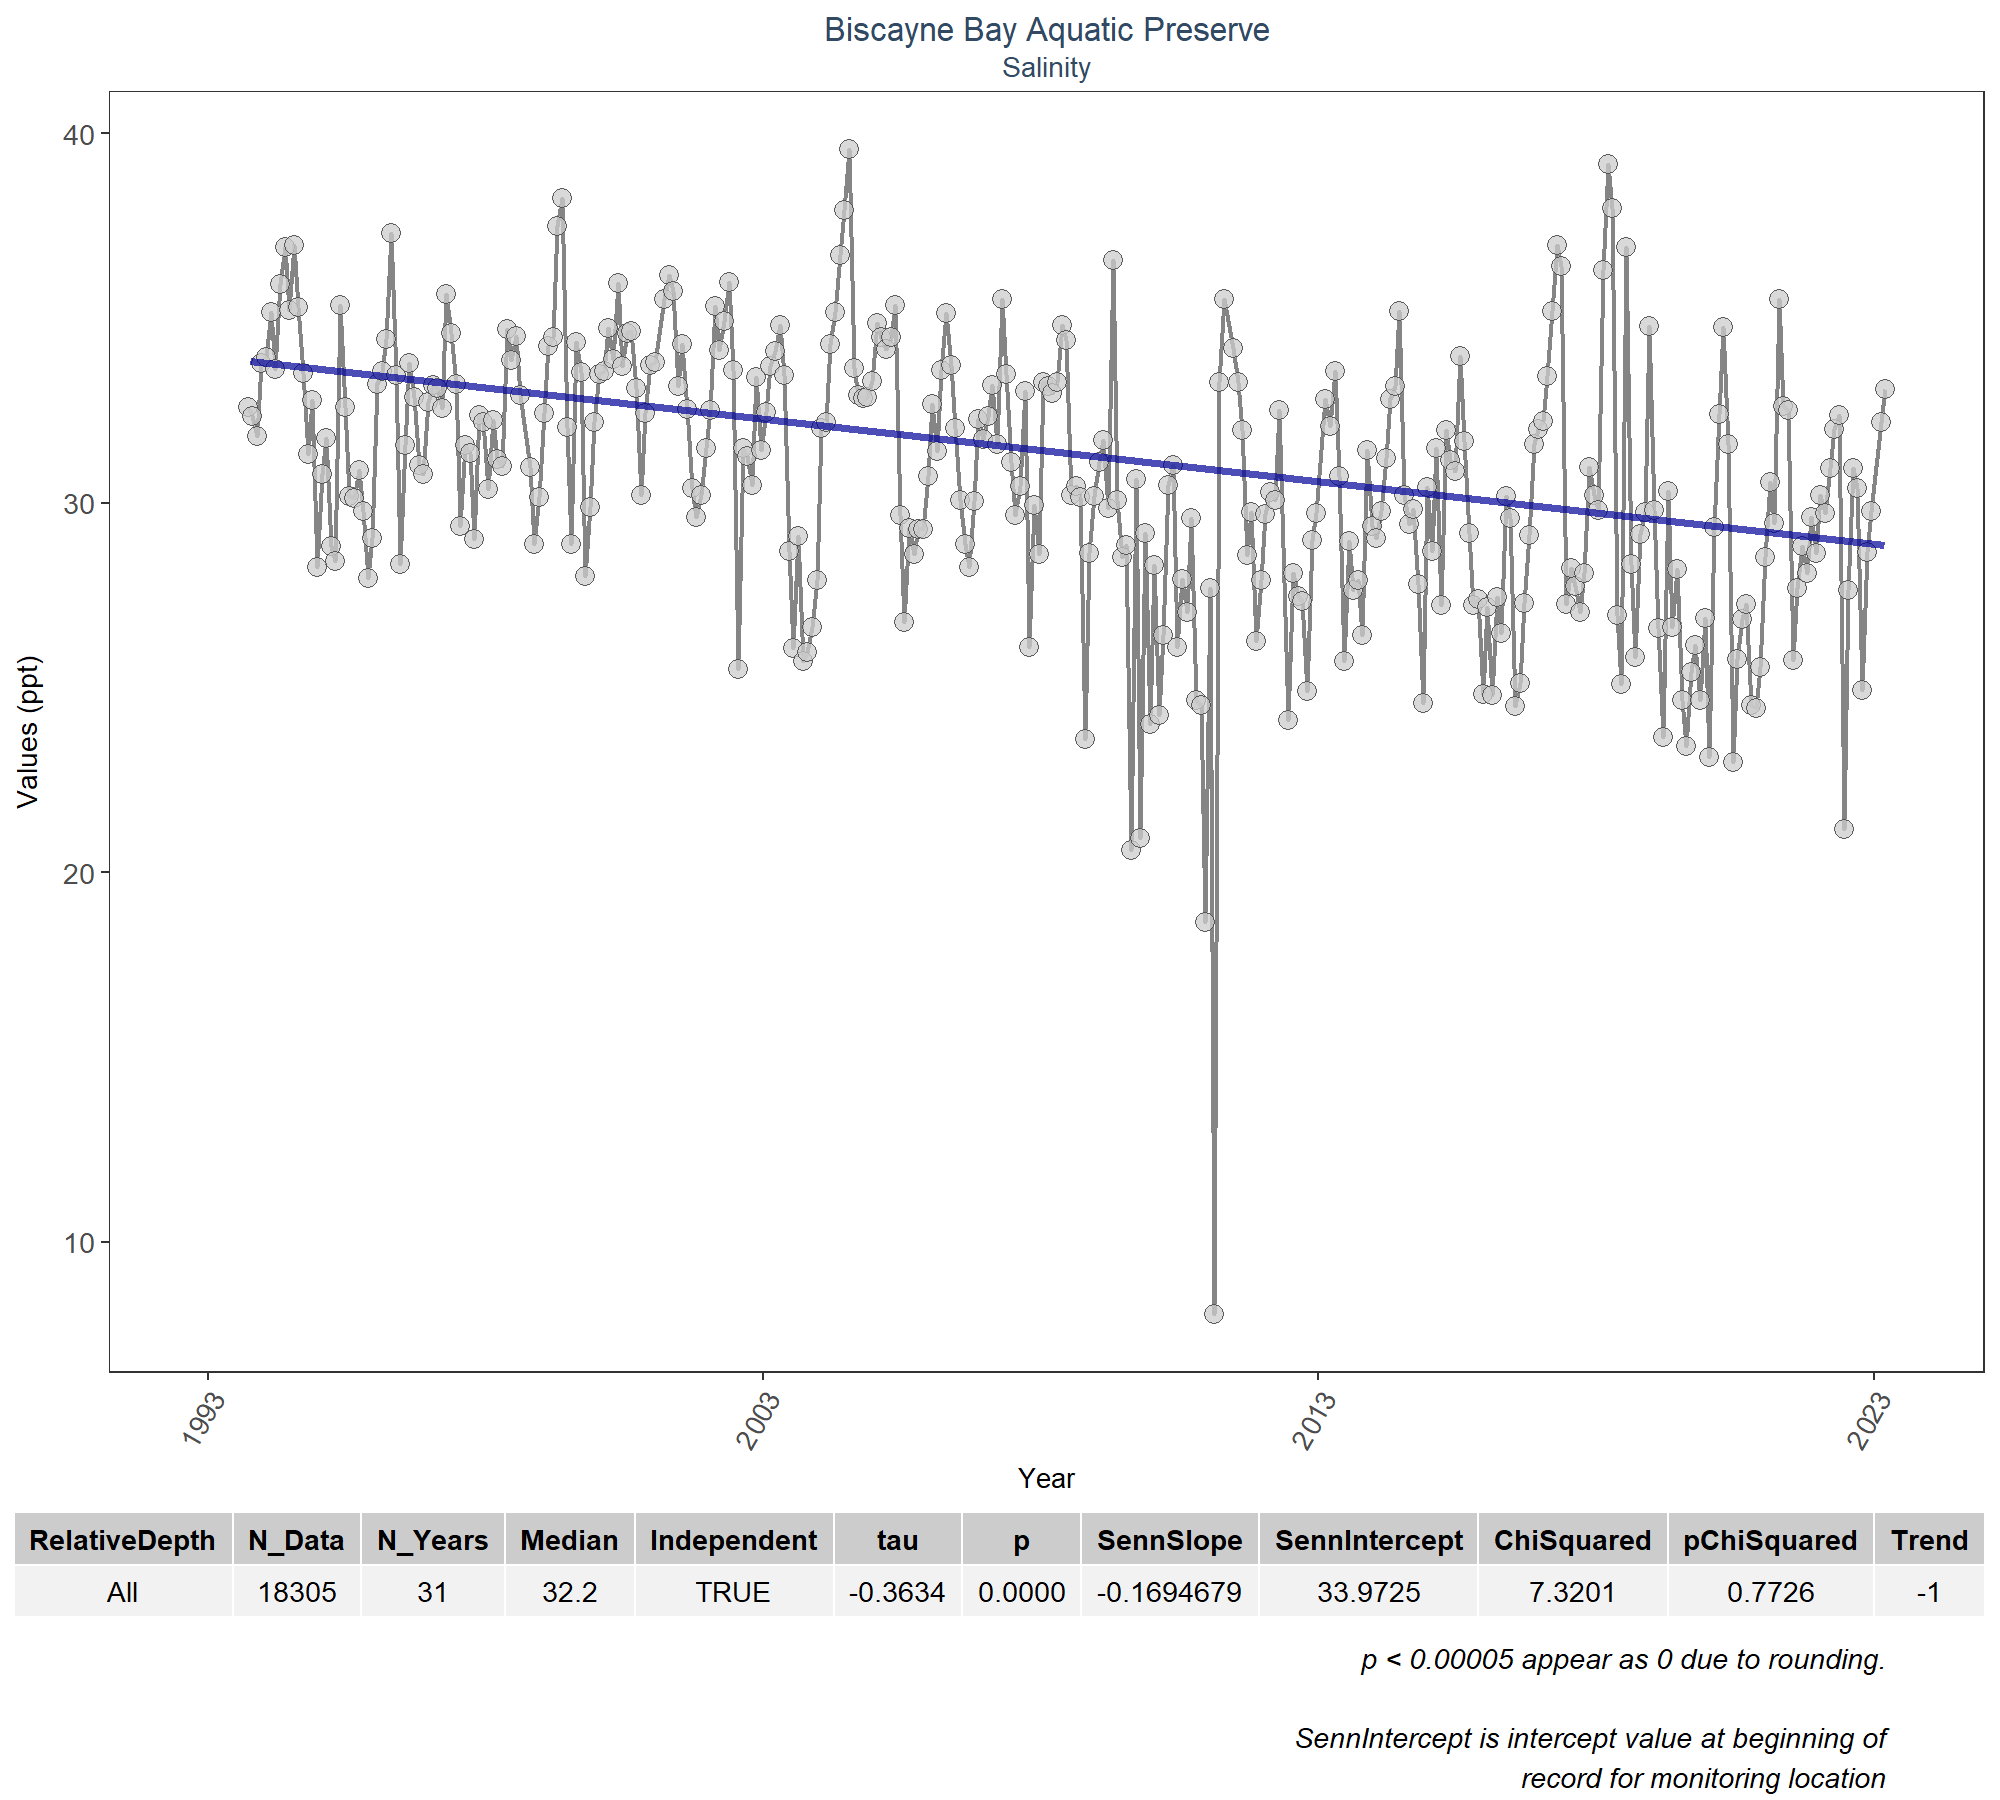 Biscayne Bay Aquatic Preserve
Salinity
40
30
20
10
Values (ppt)
1993 2003 2013 2023
Year
RelativeDepth N_Data N_Years Median Independent tau p SennSlope SennIntercept ChiSquared pChiSquared Trend
All 18305 31 32.2 TRUE -0.3634 0.0000 -0.1694679 33.9725 7.3201 0.7726 -1
p < 0.00005 appear as 0 due to rounding.
SennIntercept is intercept value at beginning of
record for monitoring location